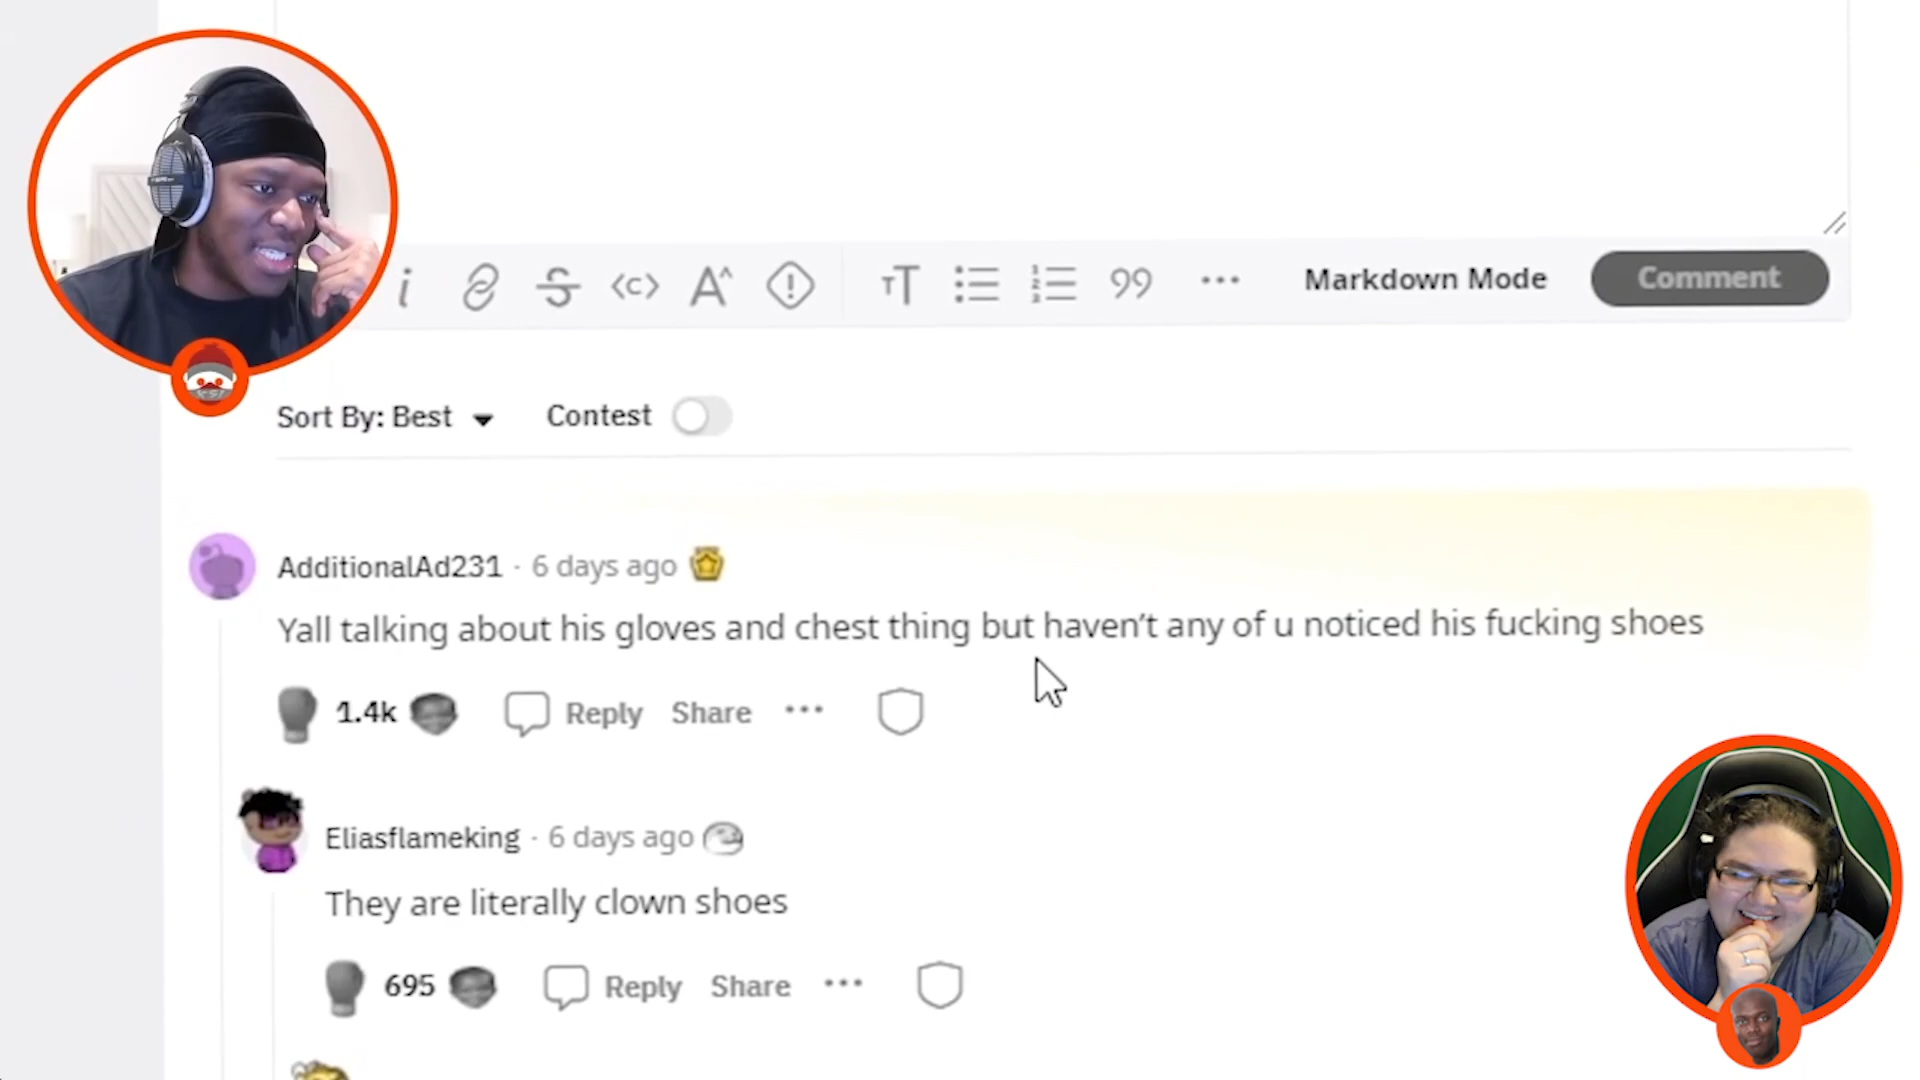 i <c> A^ TT 99 ... Markdown Mode Comment
Sort By: Best Contest
AdditionalAd231 · 6 days ago
Yall talking about his gloves and chest thing but haven't any of u noticed his fucking shoes
1.4k Reply Share ...
Eliasflameking · 6 days ago
They are literally clown shoes
695 Reply Share ...